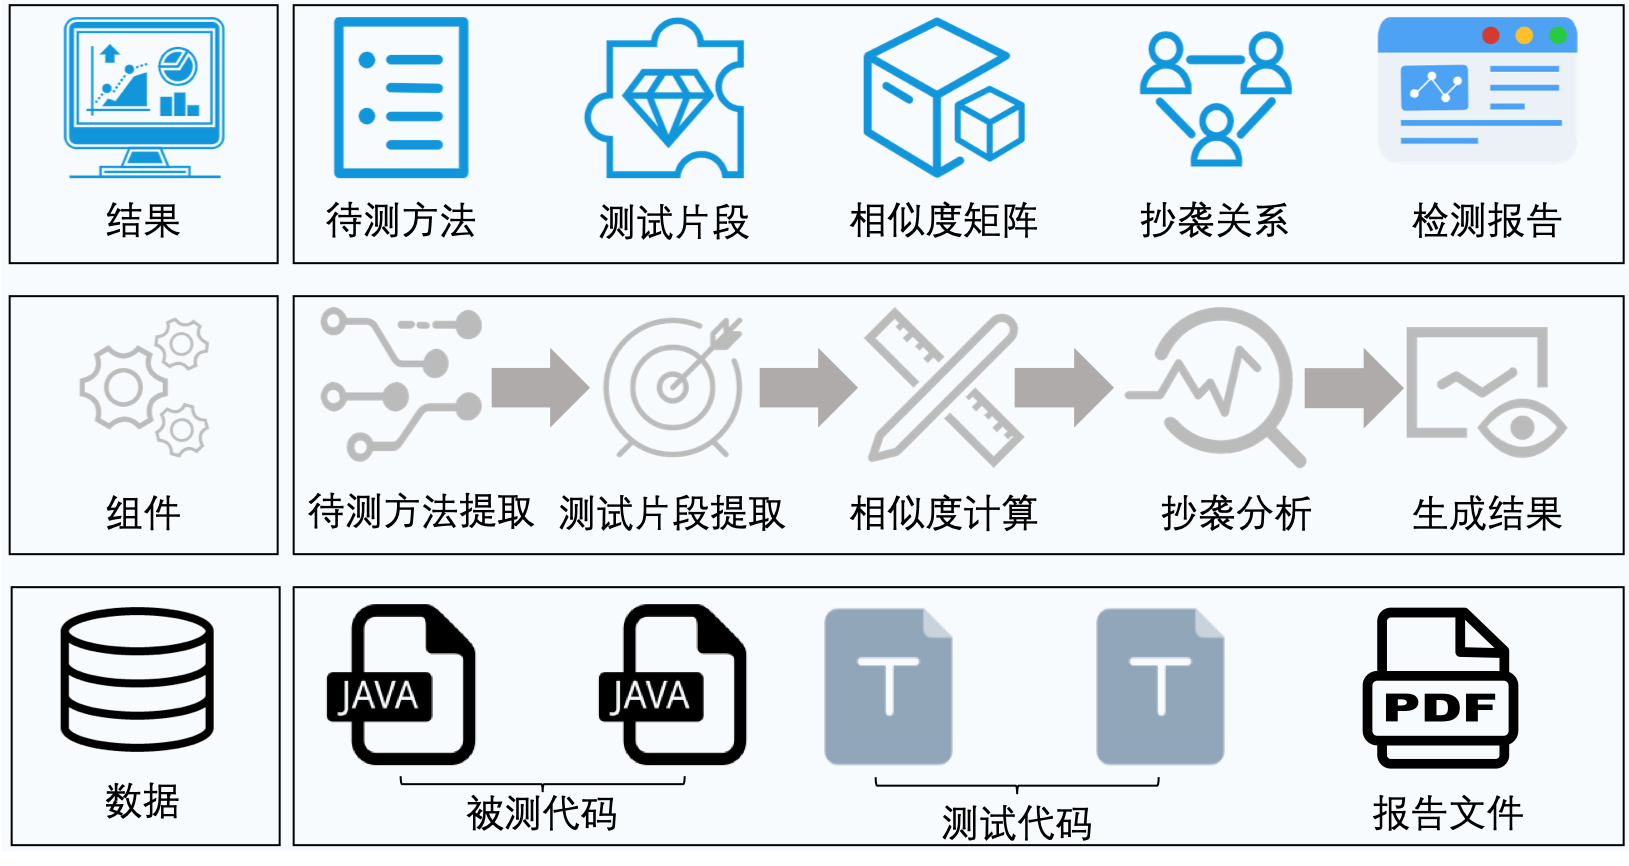 结果
待测方法
测试片段
相似度矩阵
抄袭关系
检测报告
组件
待测方法提取
测试片段提取
相似度计算
抄袭分析
生成结果
数据
JAVA
JAVA
T
T
PDF
被测代码
测试代码
报告文件